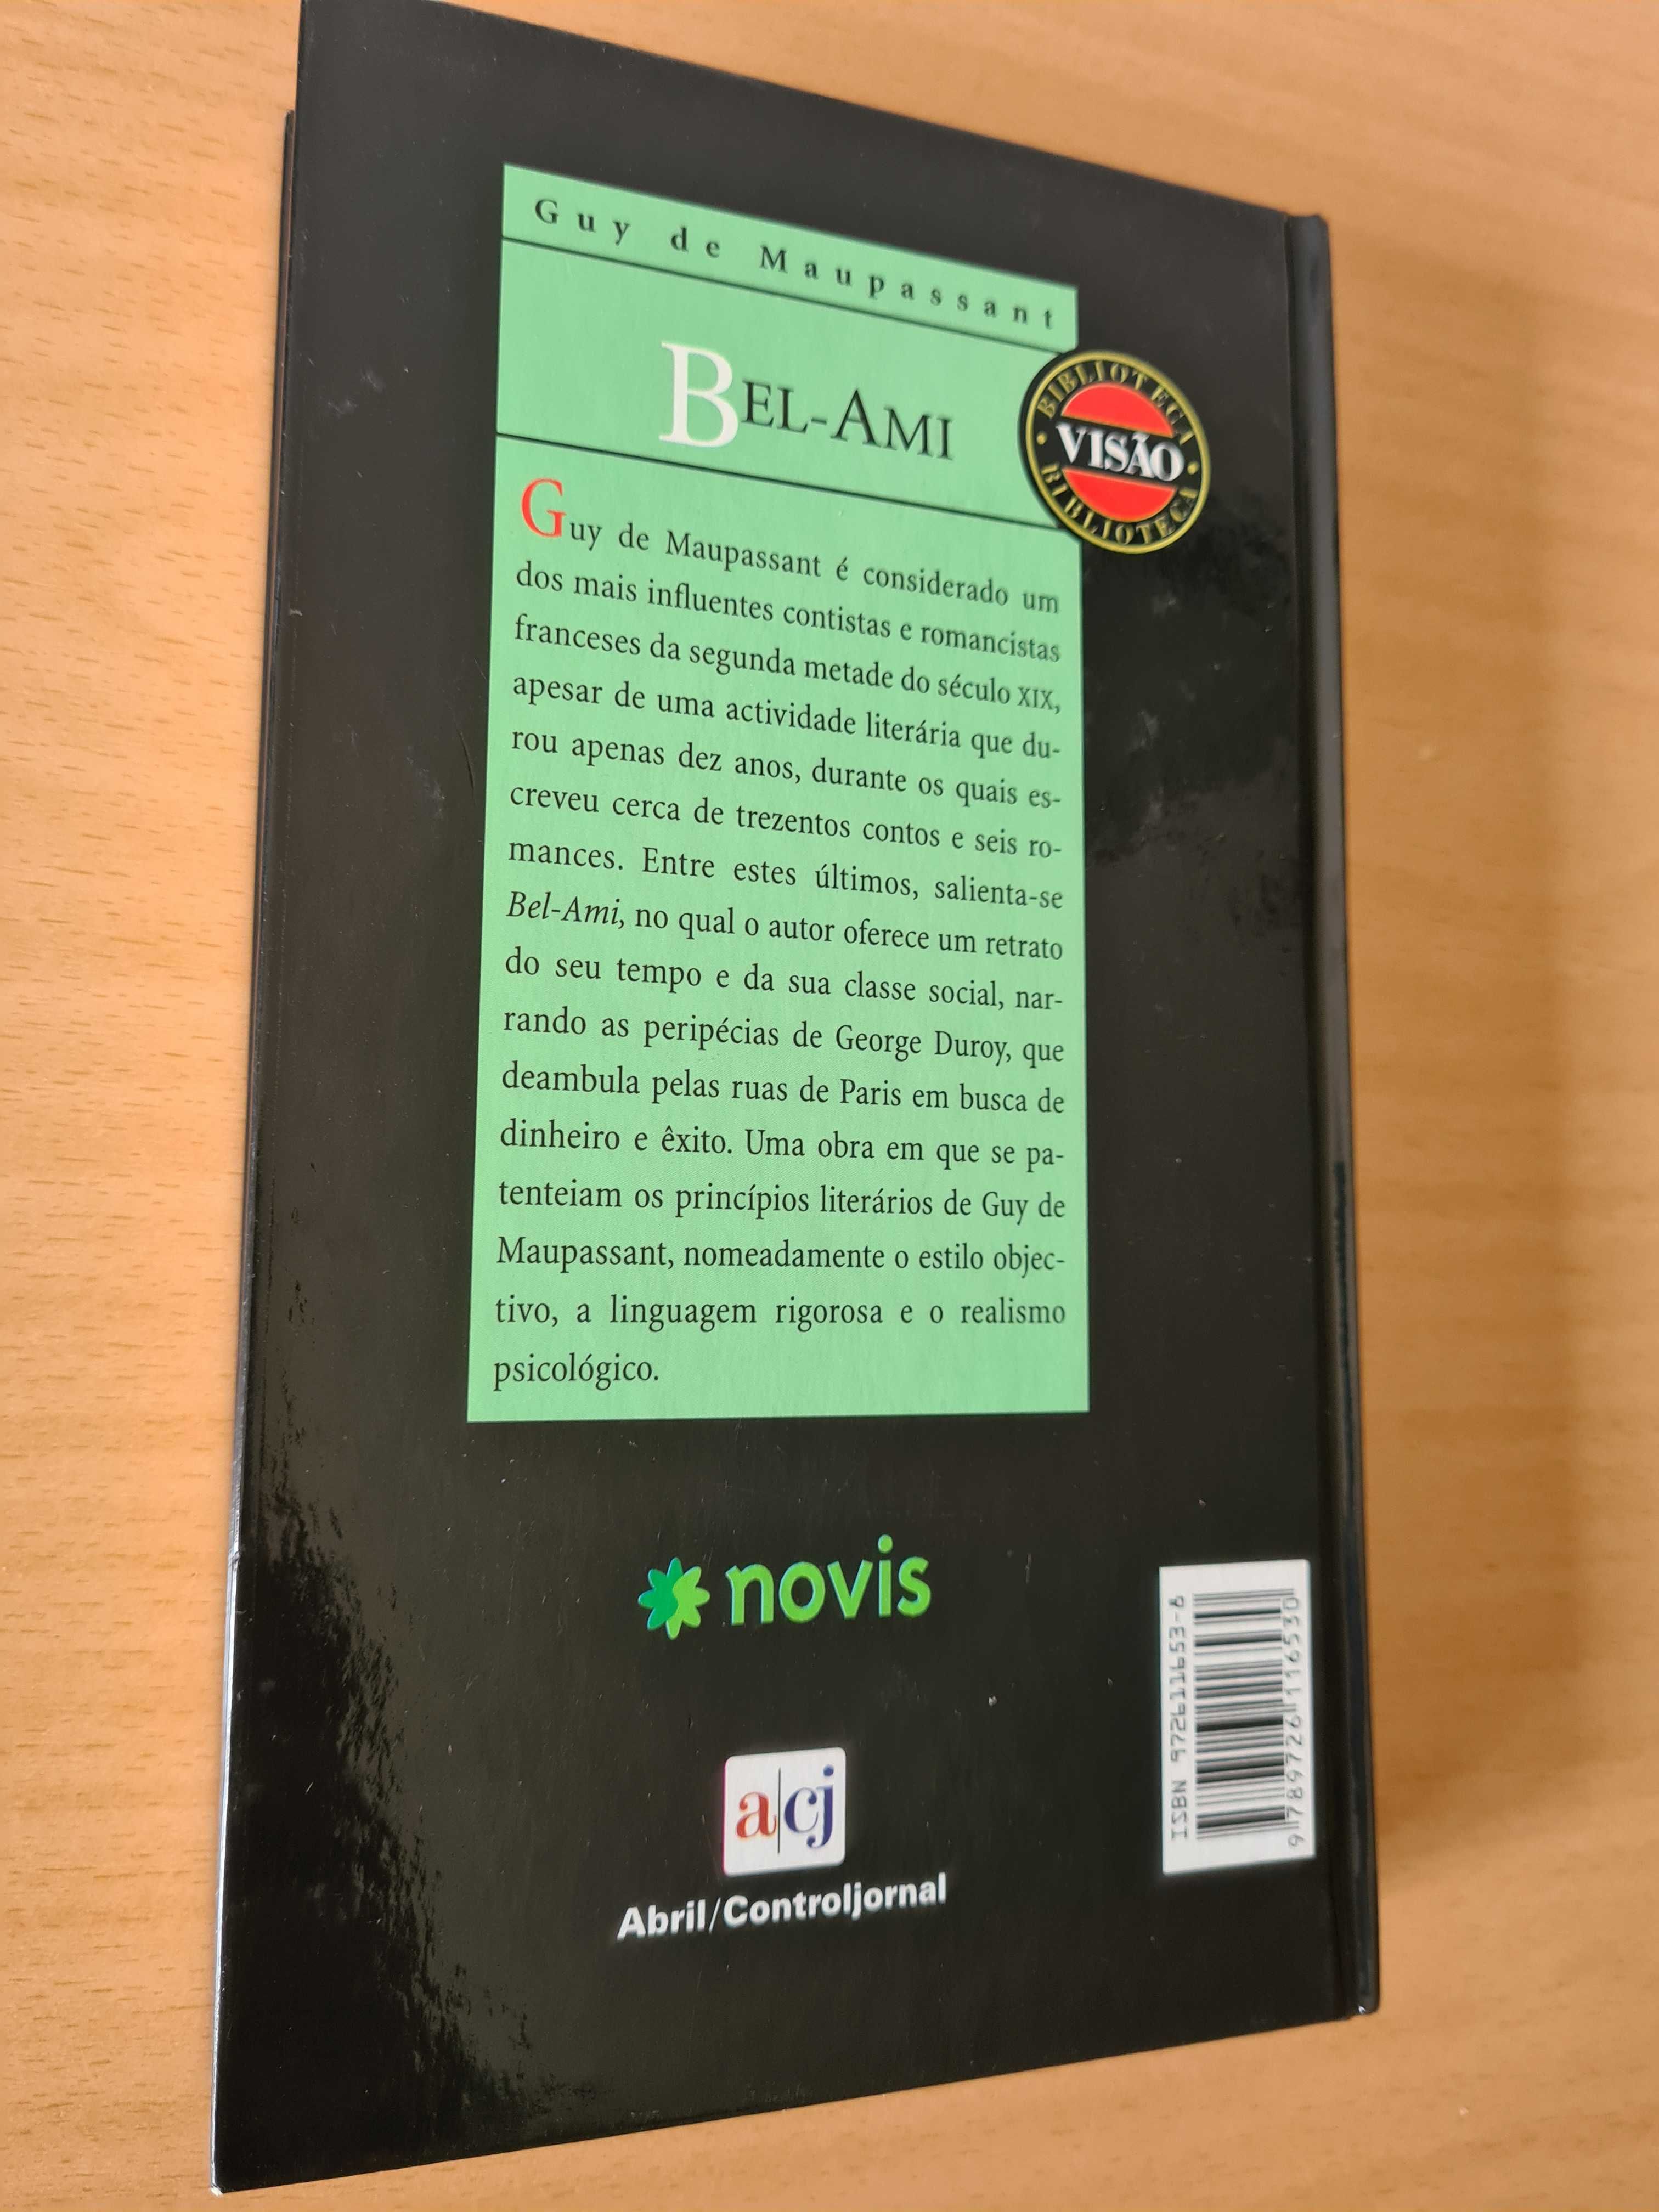 Guy de Maupassant
BEL-AMI
BIBLIOTECA
VISÃO
BIBLIOTECA
Guy de Maupassant é considerado um
dos mais influentes contistas e romancistas
franceses da segunda metade do século XIX,
apesar de uma actividade literária que du-
rou apenas dez anos, durante os quais es-
creveu cerca de trezentos contos e seis ro-
mances. Entre estes últimos, salienta-se
Bel-Ami, no qual o autor oferece um retrato
do seu tempo e da sua classe social, nar-
rando as peripécias de George Duroy, que
deambula pelas ruas de Paris em busca de
dinheiro e êxito. Uma obra em que se pa-
tenteiam os princípios literários de Guy de
Maupassant, nomeadamente o estilo objec-
tivo, a linguagem rigorosa e o realismo
psicológico.
novis
a|cj
Abril/Controljornal
ISBN 972611653-8
9 789726 116530